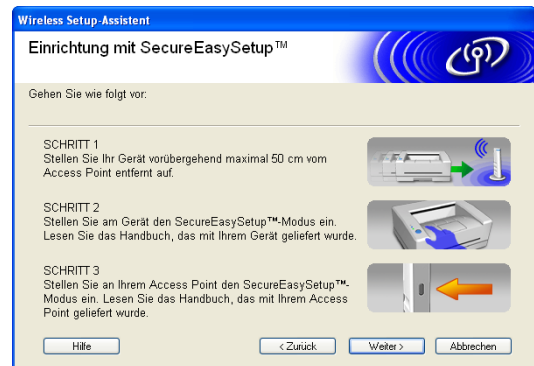 Wireless Setup-Assistent
Einrichtung mit SecureEasySetup™
Gehen Sie wie folgt vor:
SCHRITT 1
Stellen Sie Ihr Gerät vorübergehend maximal 50 cm vom
Access Point entfernt auf.
SCHRITT 2
Stellen Sie am Gerät den SecureEasySetup™-Modus ein.
Lesen Sie das Handbuch, das mit Ihrem Gerät geliefert wurde.
SCHRITT 3
Stellen Sie an Ihrem Access Point den SecureEasySetup™-
Modus ein. Lesen Sie das Handbuch, das mit Ihrem Access
Point geliefert wurde.
Hilfe
< Zurück
Weiter >
Abbrechen